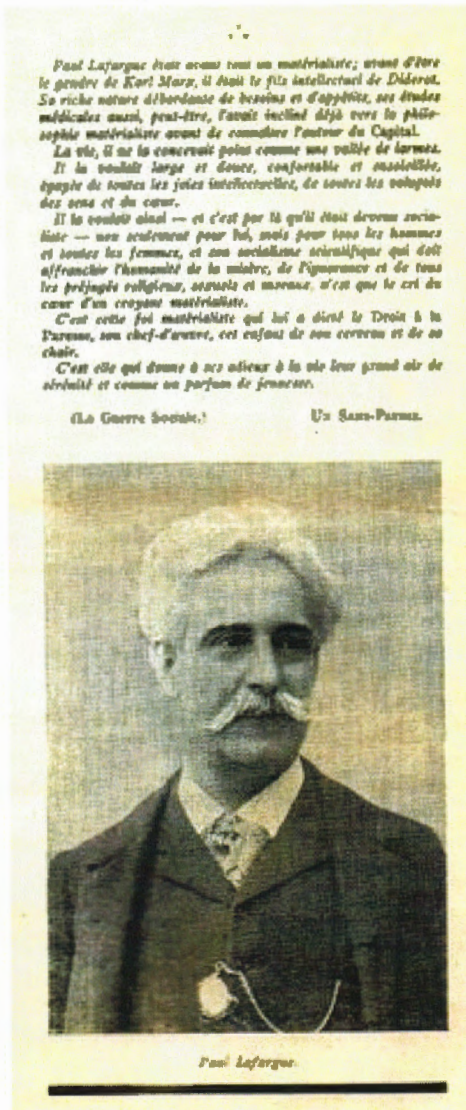 Paul Lafargue était avant tout un matérialiste; avant d'être
le gendre de Karl Marx, il était le fils intellectuel de Diderot.
Sa riche nature débordante de besoins et d'appétits, ses études
médicales aussi, peut-être, l'avait incliné déjà vers la philo-
sophie matérialiste avant de connaître l'auteur du Capital.
La vie, il ne la concevait point comme une vallée de larmes.
Il la voulait large et douce, confortable et ensoleillée,
égayée de toutes les joies intellectuelles, de toutes les voluptés
des sens et du cœur.
Il la voulait ainsi — et c'est par là qu'il était devenu socia-
liste — non seulement pour lui, mais pour tous les hommes
et toutes les femmes, et son socialisme scientifique qui doit
affranchir l'humanité de la misère, de l'ignorance et de tous
les préjugés religieux, sexuels et moraux, n'est que le cri du
cœur d'un croyant matérialiste.
C'est cette foi matérialiste qui lui a dicté le Droit à la
Paresse, son chef-d'œuvre, cet enfant de son cerveau et de sa
chair.
C'est elle qui donne à ses adieux à la vie leur grand air de
sérénité et comme un parfum de jeunesse.
(La Guerre Sociale.) Un Sans-Patrie.
Paul Lafargue.